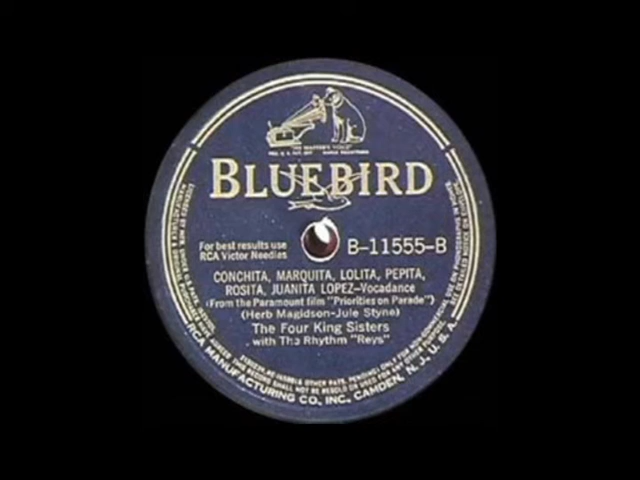 "HIS MASTER'S VOICE"
BLUEBIRD
For best results use
RCA Victor Needles
B-11555-B
CONCHITA, MARQUITA, LOLITA, PEPITA,
ROSITA, JUANITA LOPEZ–Vocadance
(From the Paramount film "Priorities on Parade")
(Herb Magidson-Jule Styne)
The Four King Sisters
with The Rhythm "Reys"
RCA MANUFACTURING CO., INC., CAMDEN, N. J., U. S. A.